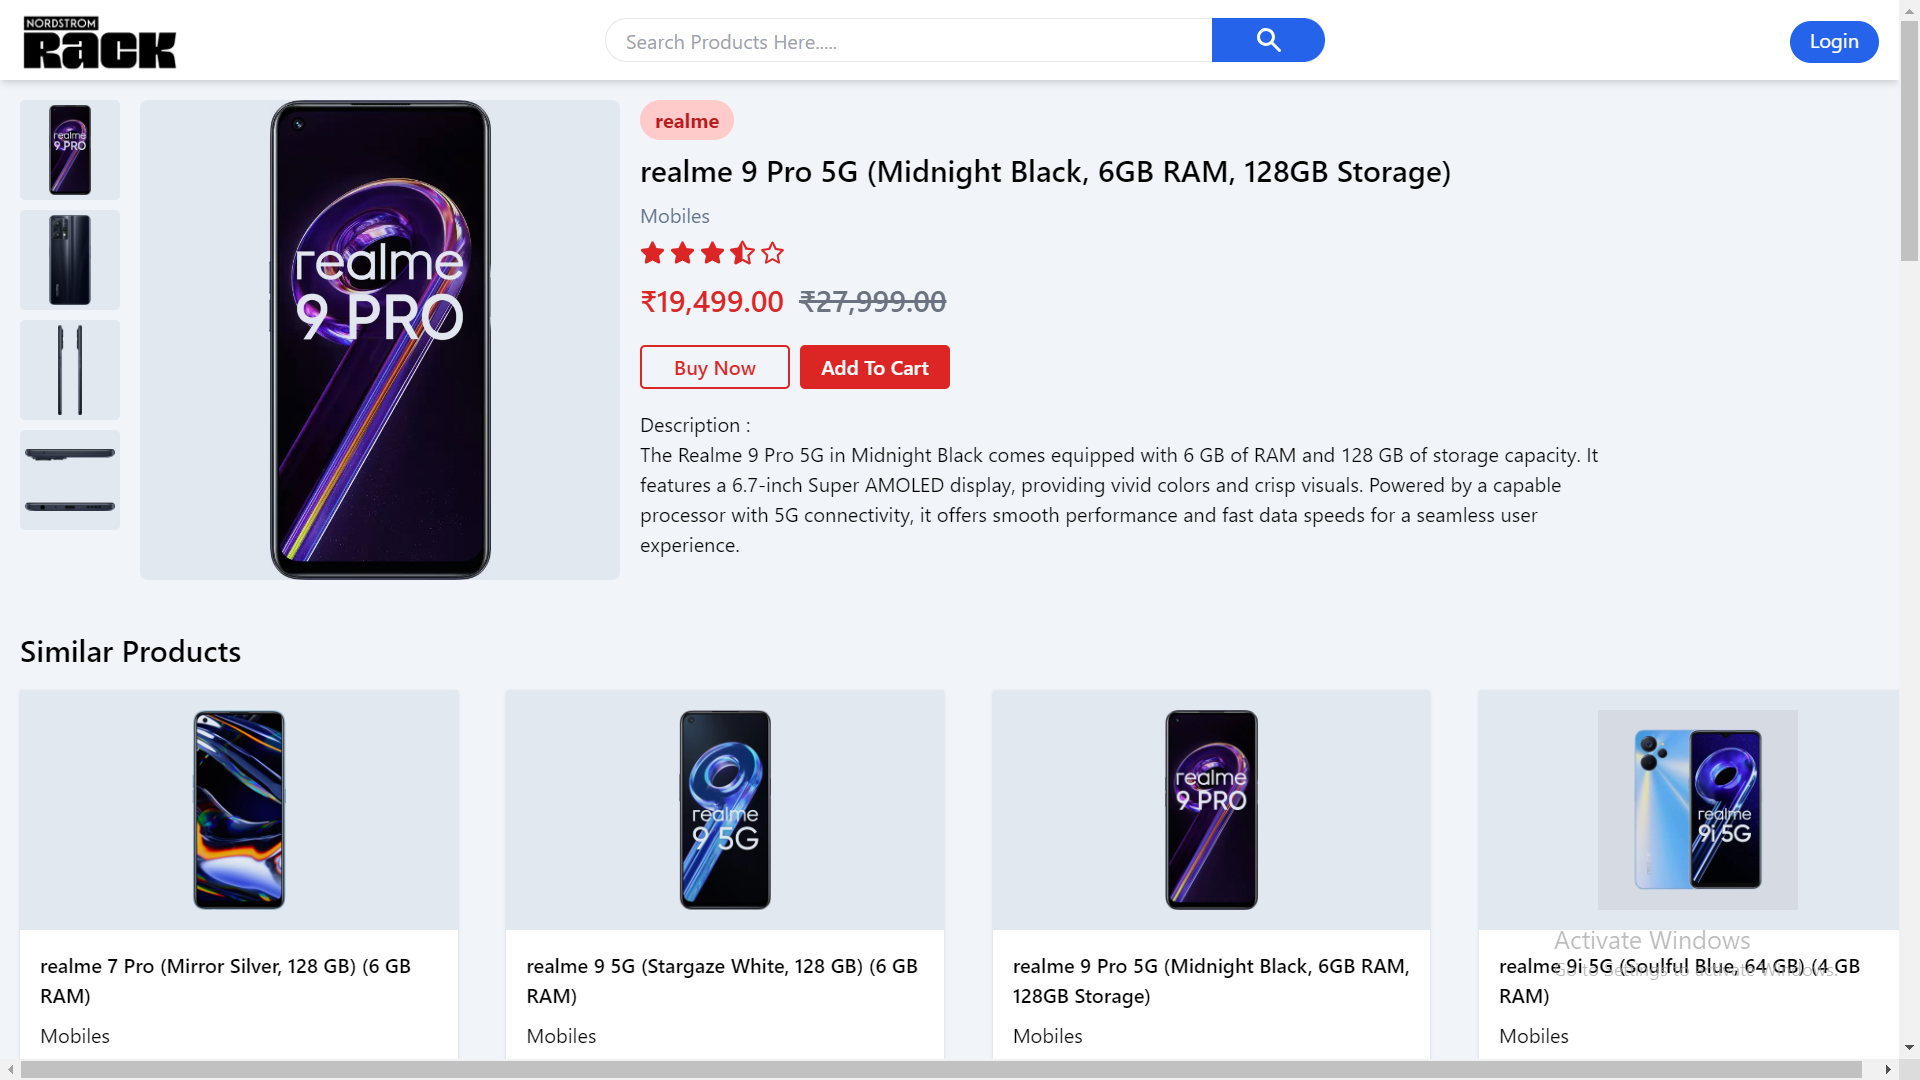 NORDSTROM
Rack
Search Products Here.....
Login
realme
9 PRO
realme
9 PRO
realme
realme 9 Pro 5G (Midnight Black, 6GB RAM, 128GB Storage)
Mobiles
₹19,499.00 ₹27,999.00
Buy Now
Add To Cart
Description :
The Realme 9 Pro 5G in Midnight Black comes equipped with 6 GB of RAM and 128 GB of storage capacity. It
features a 6.7-inch Super AMOLED display, providing vivid colors and crisp visuals. Powered by a capable
processor with 5G connectivity, it offers smooth performance and fast data speeds for a seamless user
experience.
Similar Products
realme
9 5G
realme
9 PRO
realme
9i 5G
realme 7 Pro (Mirror Silver, 128 GB) (6 GB
RAM)
Mobiles
realme 9 5G (Stargaze White, 128 GB) (6 GB
RAM)
Mobiles
realme 9 Pro 5G (Midnight Black, 6GB RAM,
128GB Storage)
Mobiles
realme 9i 5G (Soulful Blue, 64 GB) (4 GB
RAM)
Mobiles
Activate Windows
Go to Settings to activate Windows.